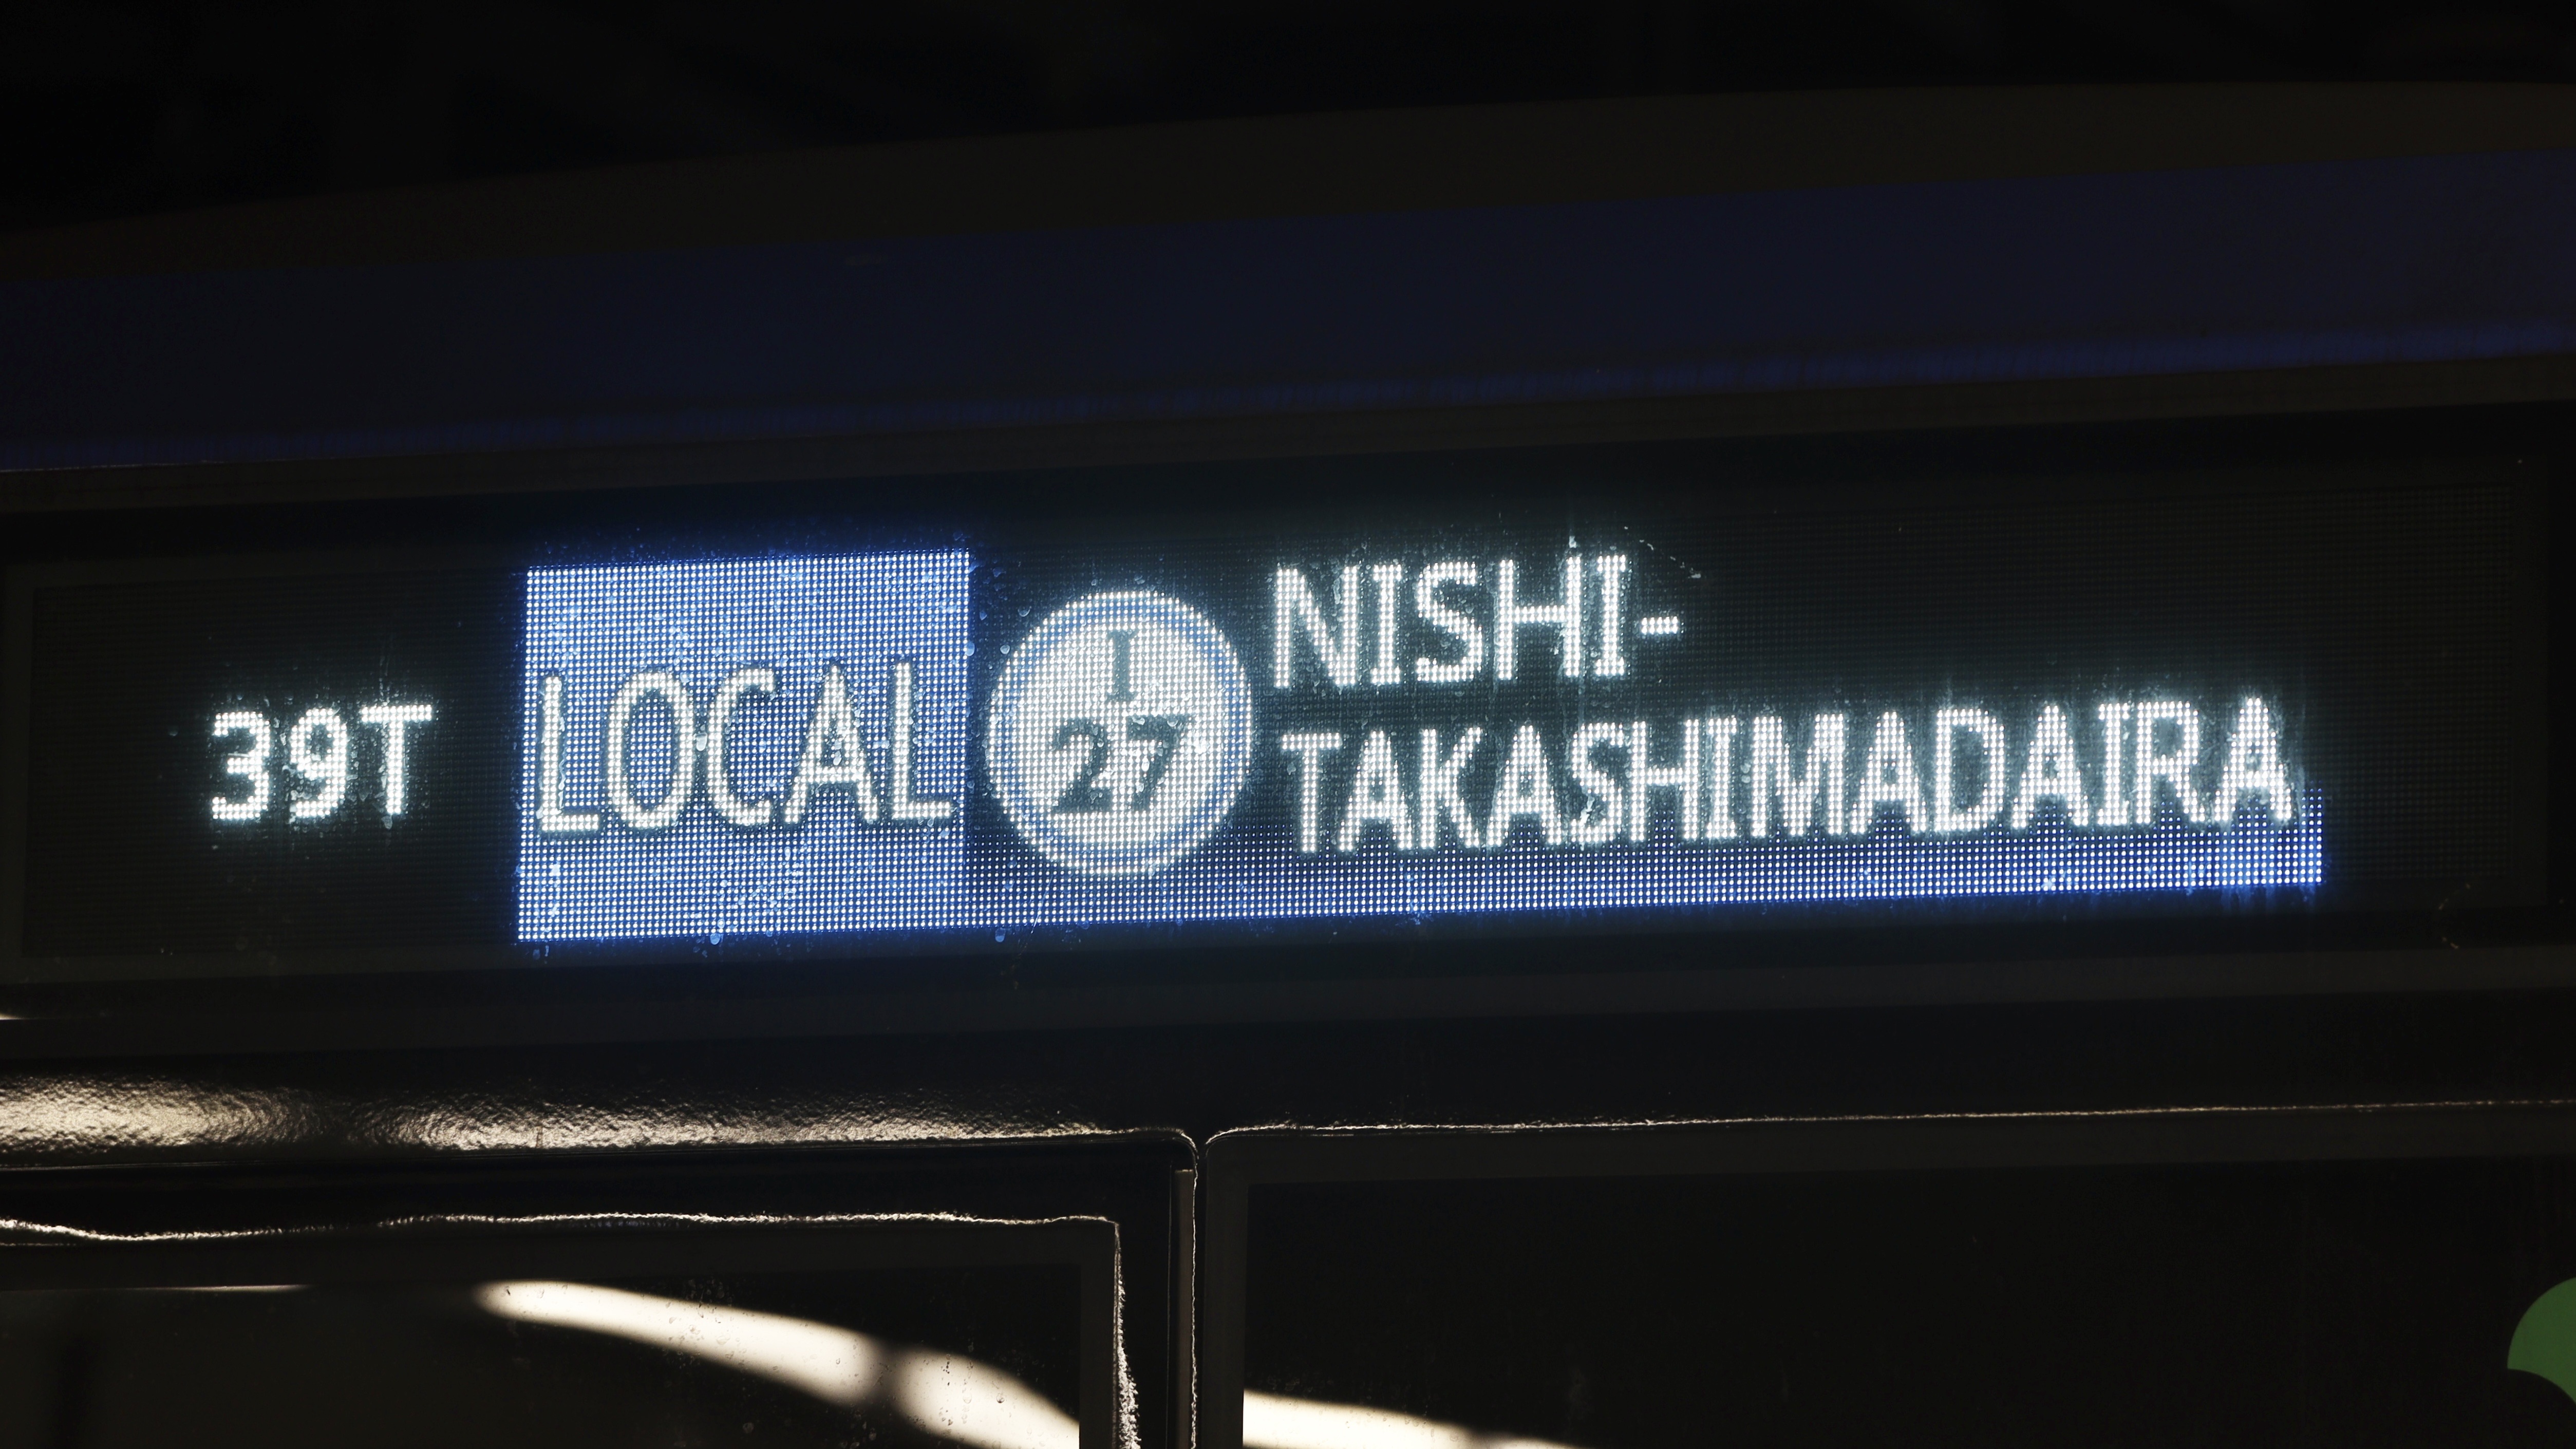 39T LOCAL I 27 NISHI-
TAKASHIMADAIRA